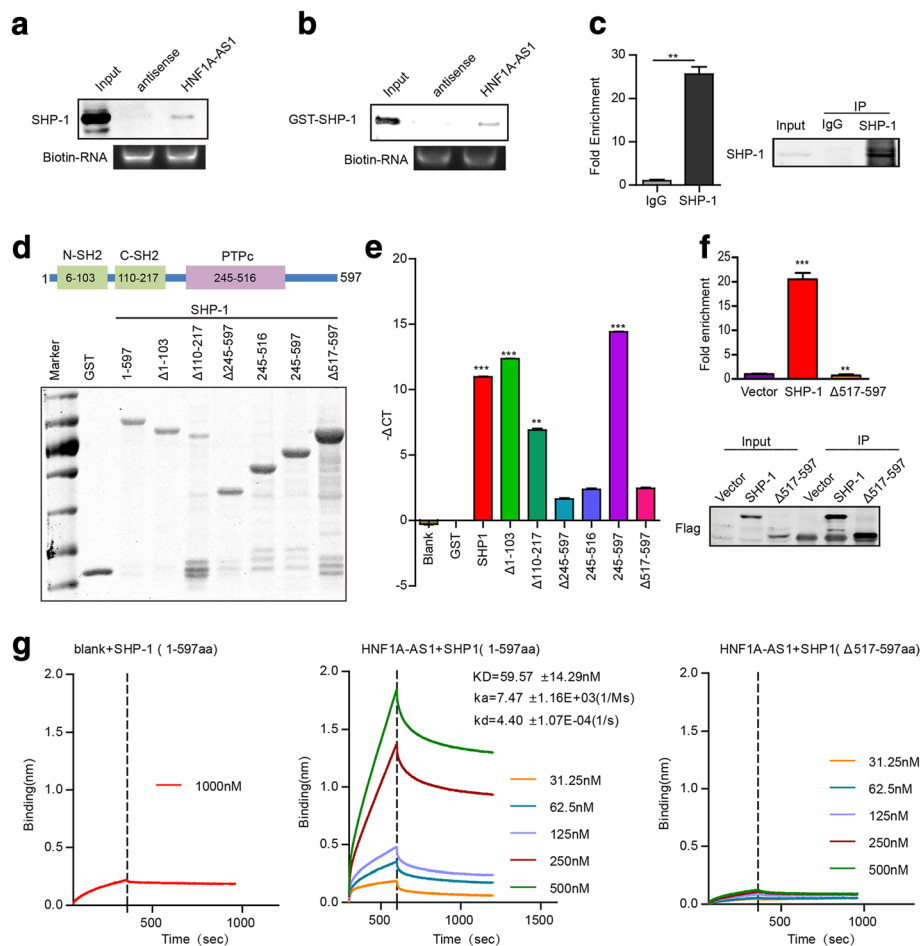 a
Input
antisense
HNF1A-AS1
SHP-1
Biotin-RNA
b
Input
antisense
HNF1A-AS1
GST-SHP-1
Biotin-RNA
c
Fold Enrichment
30
20
10
0
**
IgG
SHP-1
IP
Input
IgG
SHP-1
SHP-1
d
N-SH2
C-SH2
PTPc
1
6-103
110-217
245-516
597
SHP-1
Marker
GST
1-597
Δ1-103
Δ110-217
Δ245-597
245-516
245-597
Δ517-597
e
-ΔCT
15
10
5
0
-5
***
***
**
***
Blank
GST
SHP1
Δ1-103
Δ110-217
Δ245-597
245-516
245-597
Δ517-597
f
Fold enrichment
25
20
15
10
5
0
***
**
Vector
SHP-1
Δ517-597
Input
IP
Vector
SHP-1
Δ517-597
Vector
SHP-1
Δ517-597
Flag
g
blank+SHP-1 ( 1-597aa)
Binding(nm)
2.0
1.5
1.0
0.5
0.0
1000nM
500
1000
Time (sec)
HNF1A-AS1+SHP1( 1-597aa)
KD=59.57 ±14.29nM
ka=7.47 ±1.16E+03(1/Ms)
kd=4.40 ±1.07E-04(1/s)
Binding(nm)
2.0
1.5
1.0
0.5
0.0
31.25nM
62.5nM
125nM
250nM
500nM
500
1000
1500
Time (sec)
HNF1A-AS1+SHP1( Δ517-597aa)
Binding(nm)
2.0
1.5
1.0
0.5
0.0
31.25nM
62.5nM
125nM
250nM
500nM
500
1000
Time (sec)